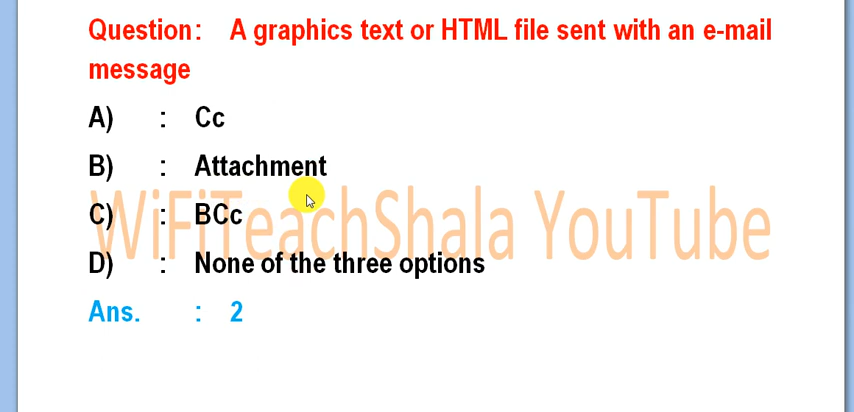 Question: A graphics text or HTML file sent with an e-mail
message
A) : Cc
B) : Attachment
C) : BCc
D) : None of the three options
Ans. : 2
WiFiTeachShala YouTube